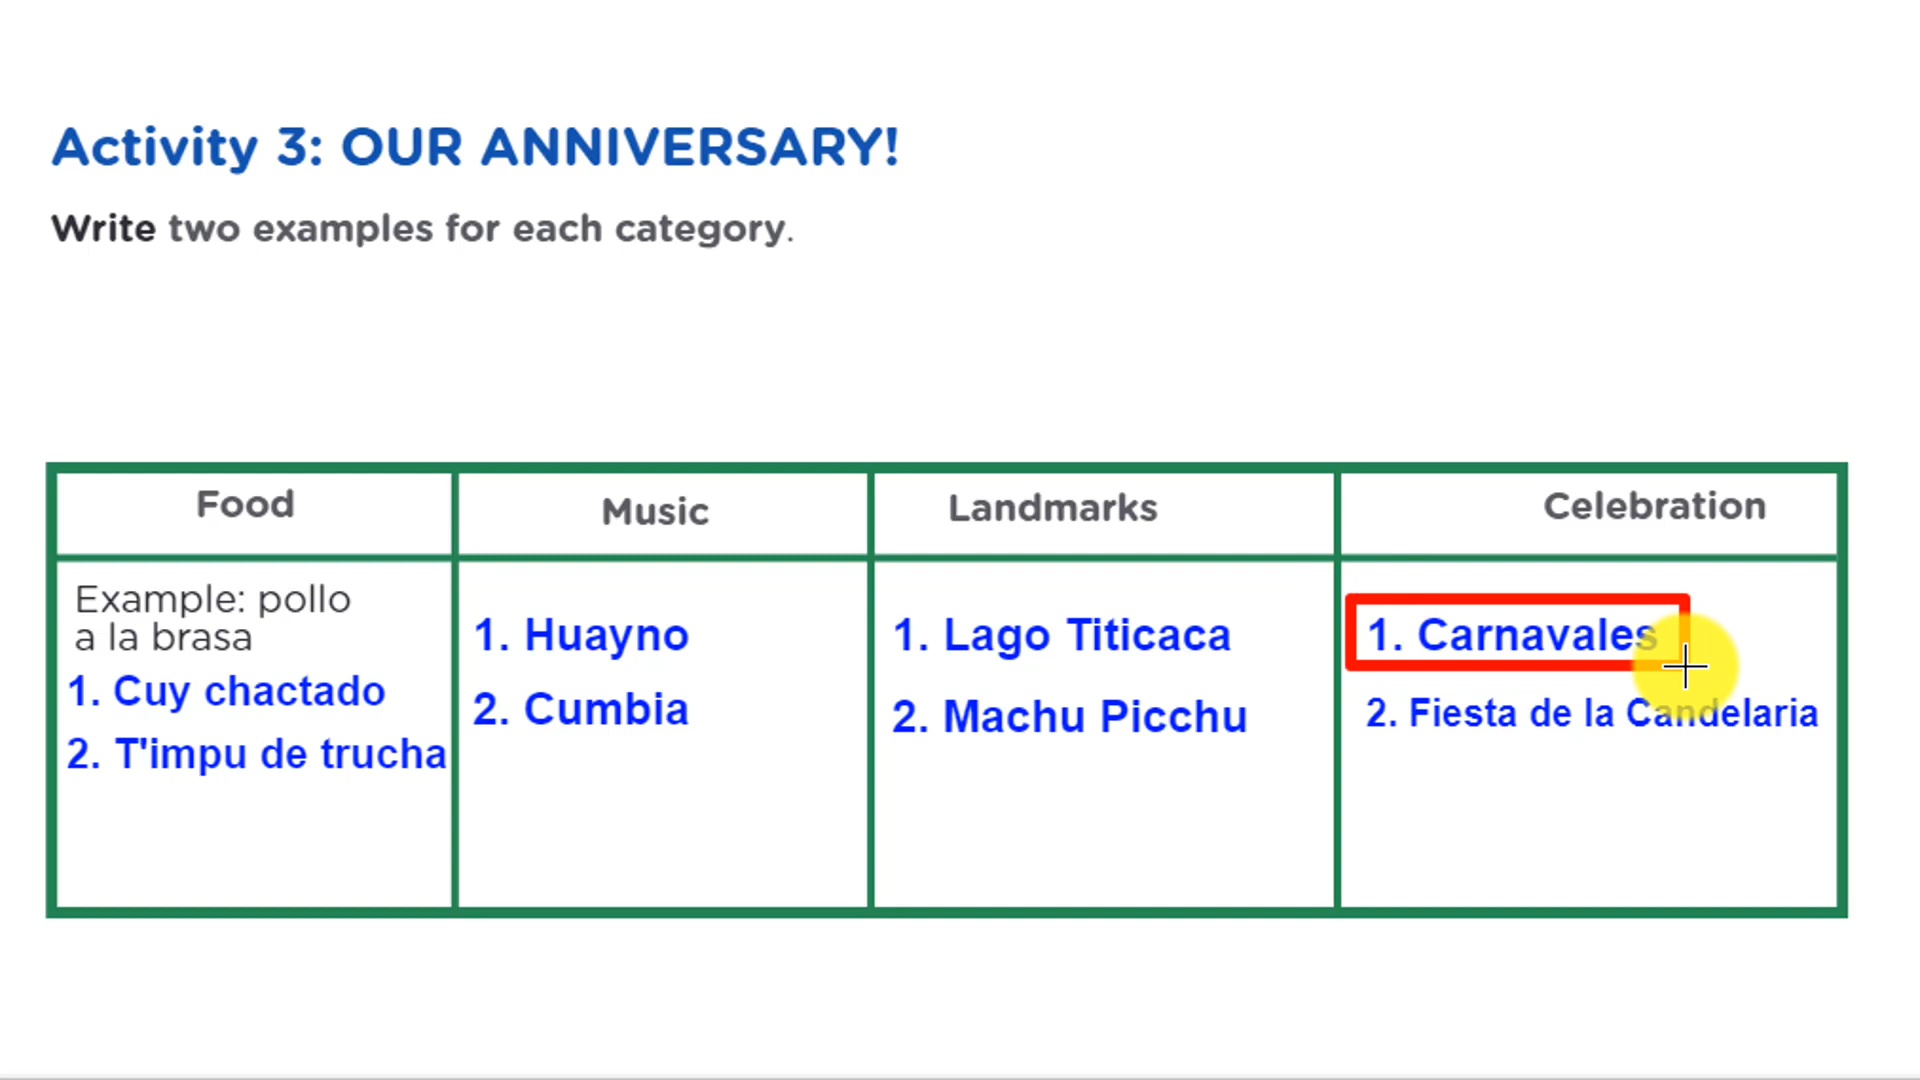 Activity 3: OUR ANNIVERSARY!
Write two examples for each category.
Food
Music
Landmarks
Celebration
Example: pollo
a la brasa
1. Cuy chactado
2. T'impu de trucha
1. Huayno
2. Cumbia
1. Lago Titicaca
2. Machu Picchu
1. Carnavales
2. Fiesta de la Candelaria